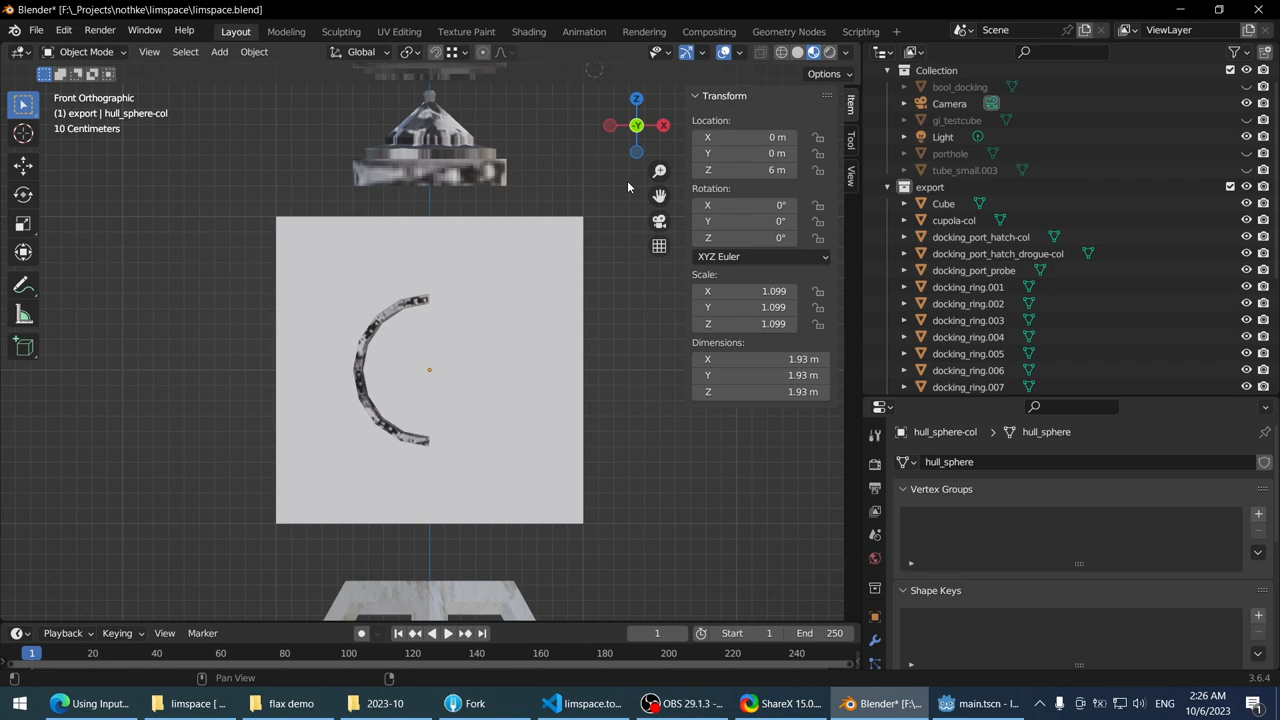 Blender* [F:\_Projects\nothke\limspace\limspace.blend]
File Edit Render Window Help Layout Modeling Sculpting UV Editing Texture Paint Shading Animation Rendering Compositing Geometry Nodes Scripting + Scene ViewLayer
Object Mode View Select Add Object Global
Options
Front Orthographic
(1) export | hull_sphere-col
10 Centimeters
Z
-Y
X
Transform
Location:
X 0 m
Y 0 m
Z 6 m
Rotation:
X 0°
Y 0°
Z 0°
XYZ Euler
Scale:
X 1.099
Y 1.099
Z 1.099
Dimensions:
X 1.93 m
Y 1.93 m
Z 1.93 m
Item
Tool
View
Collection
bool_docking
Camera
gi_testcube
Light
porthole
tube_small.003
export
Cube
cupola-col
docking_port_hatch-col
docking_port_hatch_drogue-col
docking_port_probe
docking_ring.001
docking_ring.002
docking_ring.003
docking_ring.004
docking_ring.005
docking_ring.006
docking_ring.007
hull_sphere-col > hull_sphere
hull_sphere
Vertex Groups
Shape Keys
Playback Keying View Marker 1 Start 1 End 250
1 20 40 60 80 100 120 140 160 180 200 220 240
Pan View
3.6.4
Using Input... limspace [ ... flax demo 2023-10 Fork limspace.to... OBS 29.1.3 -... ShareX 15.0... Blender* [F:\... main.tscn - l... ENG 2:26 AM
10/6/2023